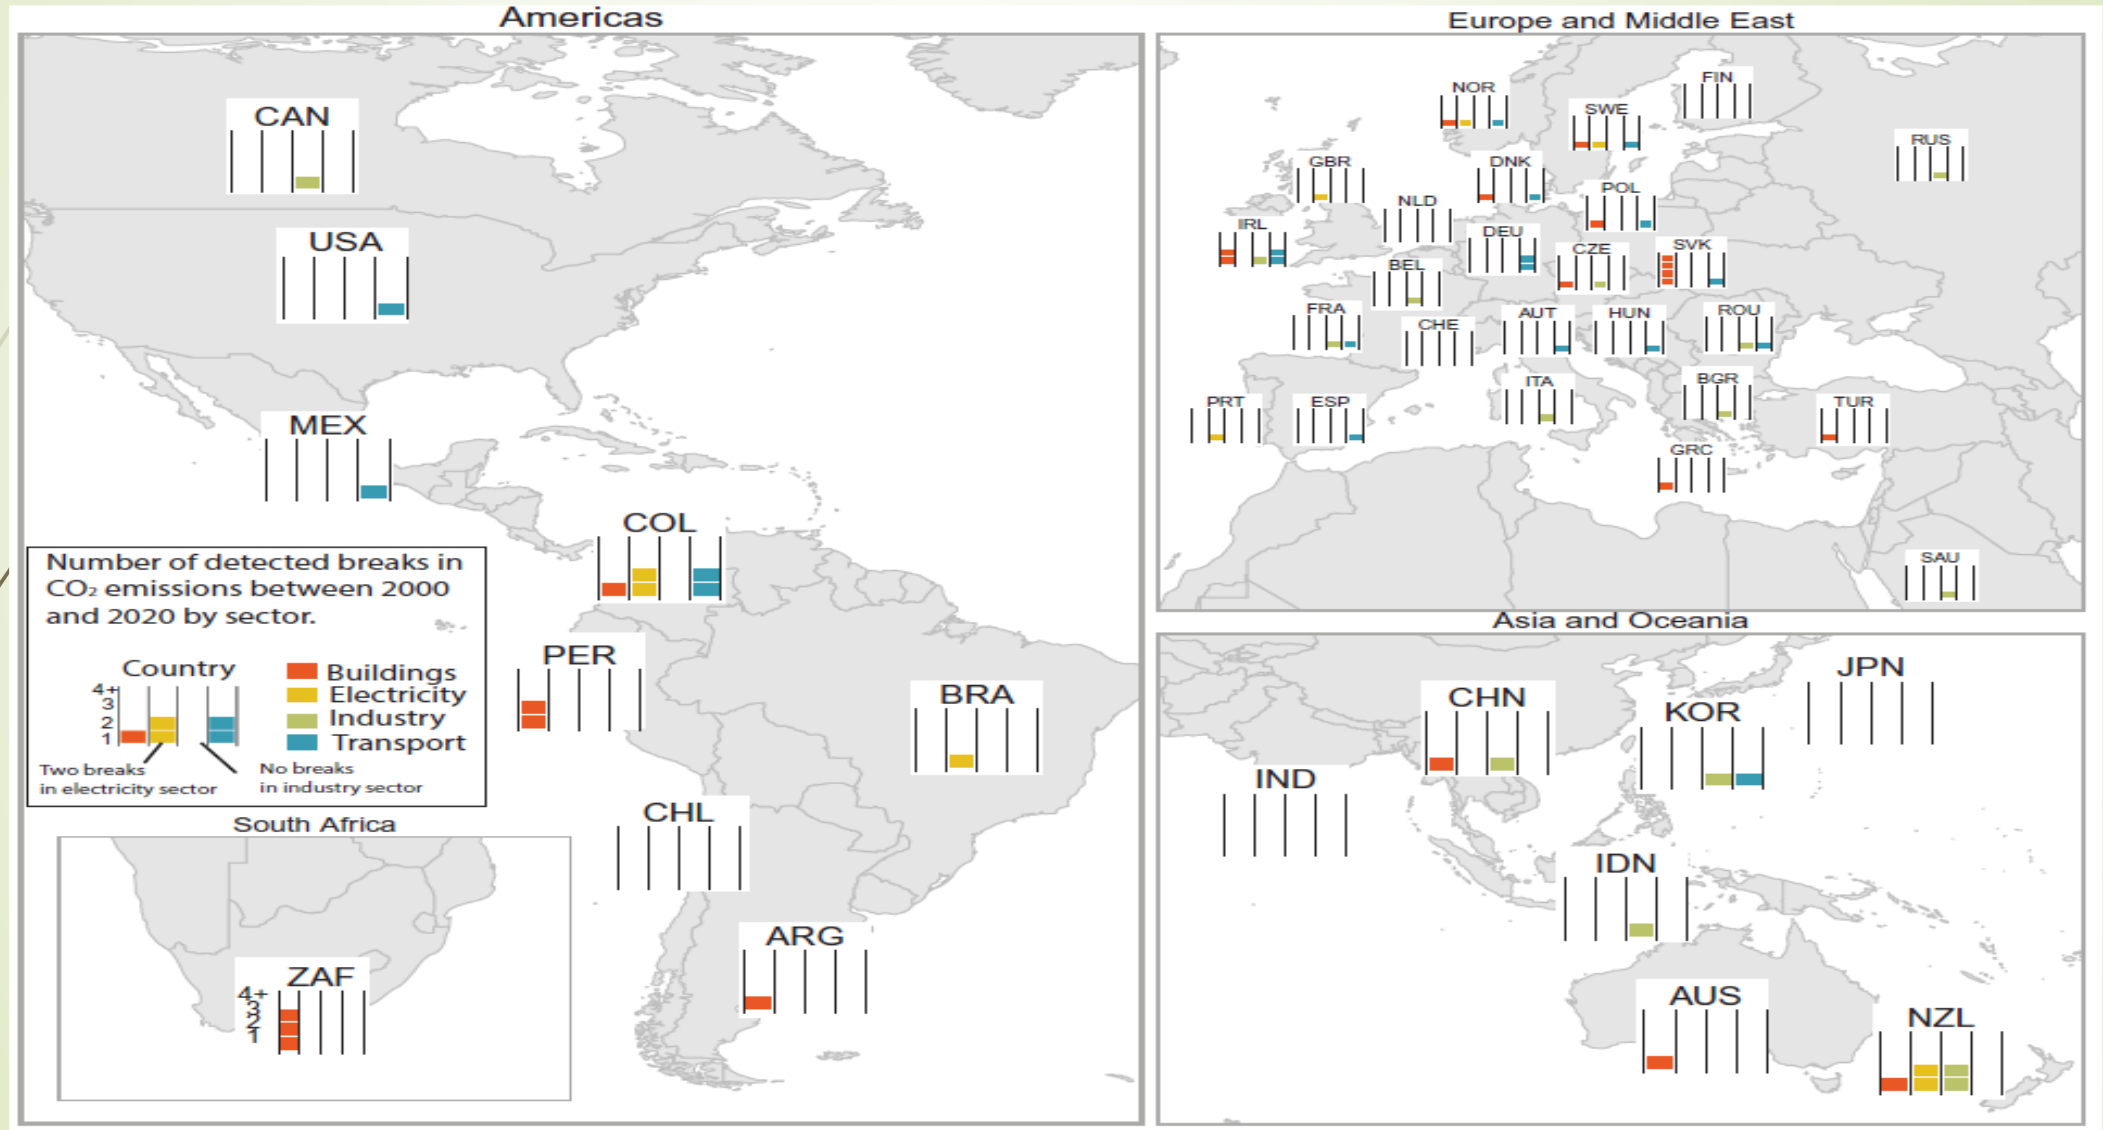 Americas
CAN
USA
MEX
COL
PER
BRA
CHL
ARG
Number of detected breaks in
CO₂ emissions between 2000
and 2020 by sector.
Country
4+
3
2
1
Buildings
Electricity
Industry
Transport
Two breaks
in electricity sector
No breaks
in industry sector
South Africa
ZAF
4+
3
2
1
Europe and Middle East
NOR
FIN
SWE
RUS
GBR
DNK
POL
NLD
IRL
DEU
CZE
SVK
BEL
FRA
CHE
AUT
HUN
ROU
ITA
BGR
PRT
ESP
TUR
GRC
SAU
Asia and Oceania
JPN
CHN
KOR
IND
IDN
AUS
NZL